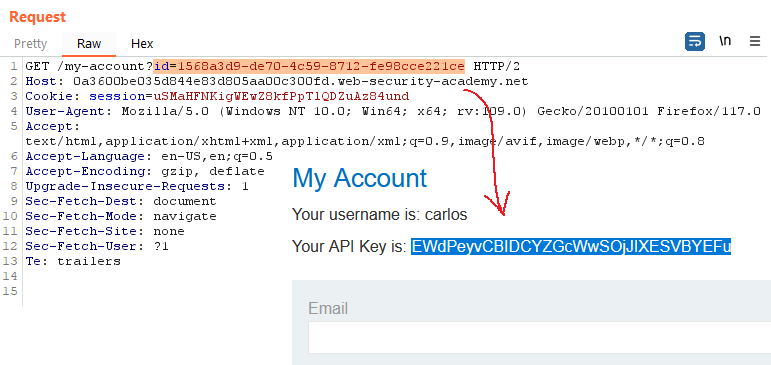 Request
Pretty Raw Hex \n
1 GET /my-account?id=1568a3d9-de70-4c59-8712-fe98cce221ce HTTP/2
2 Host: 0a3600be035d844e83d805aa00c300fd.web-security-academy.net
3 Cookie: session=uSMaHFNKigWEwZ8kfPpTlQDZuAz84und
4 User-Agent: Mozilla/5.0 (Windows NT 10.0; Win64; x64; rv:109.0) Gecko/20100101 Firefox/117.0
5 Accept:
text/html,application/xhtml+xml,application/xml;q=0.9,image/avif,image/webp,*/*;q=0.8
6 Accept-Language: en-US,en;q=0.5
7 Accept-Encoding: gzip, deflate
8 Upgrade-Insecure-Requests: 1
9 Sec-Fetch-Dest: document
10 Sec-Fetch-Mode: navigate
11 Sec-Fetch-Site: none
12 Sec-Fetch-User: ?1
13 Te: trailers
14
15
My Account
Your username is: carlos
Your API Key is: EWdPeyvCBIDCYZGcWwSOjJIXESVBYEFu
Email